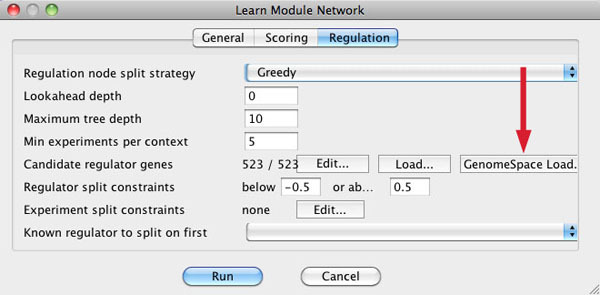 Learn Module Network
General Scoring Regulation
Regulation node split strategy Greedy
Lookahead depth 0
Maximum tree depth 10
Min experiments per context 5
Candidate regulator genes 523 / 523 Edit... Load... GenomeSpace Load.
Regulator split constraints below -0.5 or ab... 0.5
Experiment split constraints none Edit...
Known regulator to split on first
Run Cancel